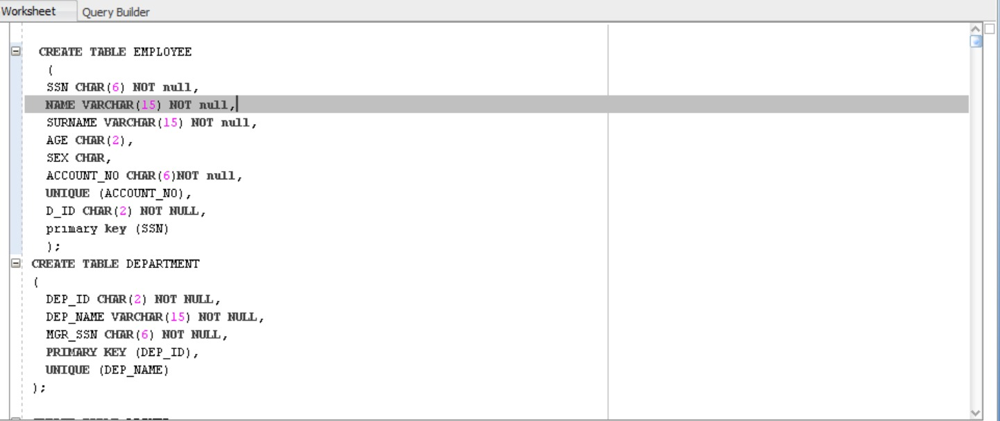 Worksheet Query Builder
CREATE TABLE EMPLOYEE
(
SSN CHAR(6) NOT null,
NAME VARCHAR(15) NOT null,
SURNAME VARCHAR(15) NOT null,
AGE CHAR(2),
SEX CHAR,
ACCOUNT_NO CHAR(6)NOT null,
UNIQUE (ACCOUNT_NO),
D_ID CHAR(2) NOT NULL,
primary key (SSN)
);
CREATE TABLE DEPARTMENT
(
DEP_ID CHAR(2) NOT NULL,
DEP_NAME VARCHAR(15) NOT NULL,
MGR_SSN CHAR(6) NOT NULL,
PRIMARY KEY (DEP_ID),
UNIQUE (DEP_NAME)
);